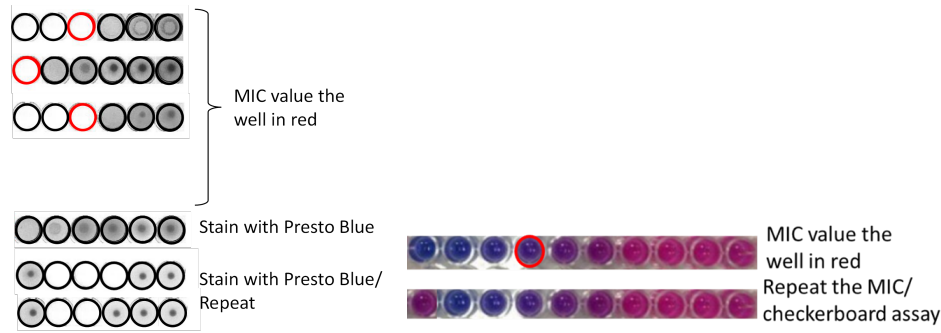 MIC value the
well in red
Stain with Presto Blue
Stain with Presto Blue/
Repeat
MIC value the
well in red
Repeat the MIC/
checkerboard assay